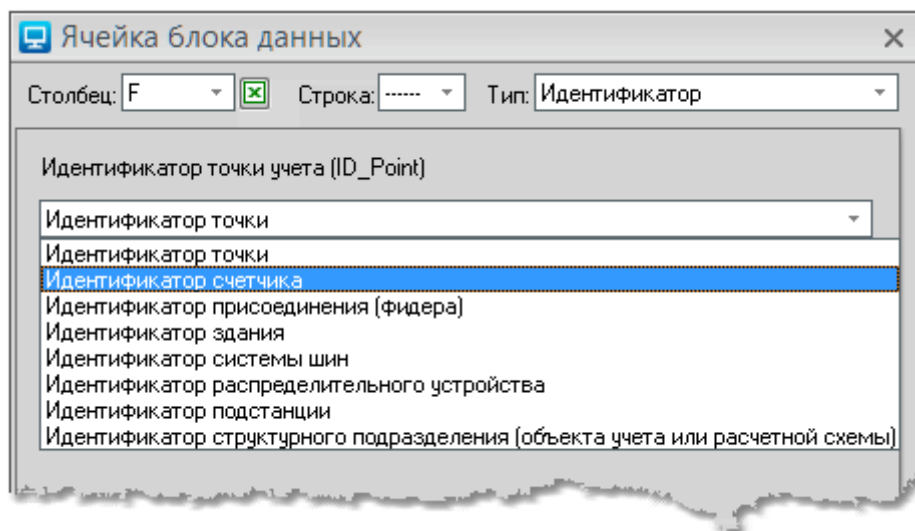 Ячейка блока данных
Столбец: F Строка: ------ Тип: Идентификатор
Идентификатор точки учета (ID_Point)
Идентификатор точки
Идентификатор точки
Идентификатор счетчика
Идентификатор присоединения (фидера)
Идентификатор здания
Идентификатор системы шин
Идентификатор распределительного устройства
Идентификатор подстанции
Идентификатор структурного подразделения (объекта учета или расчетной схемы)